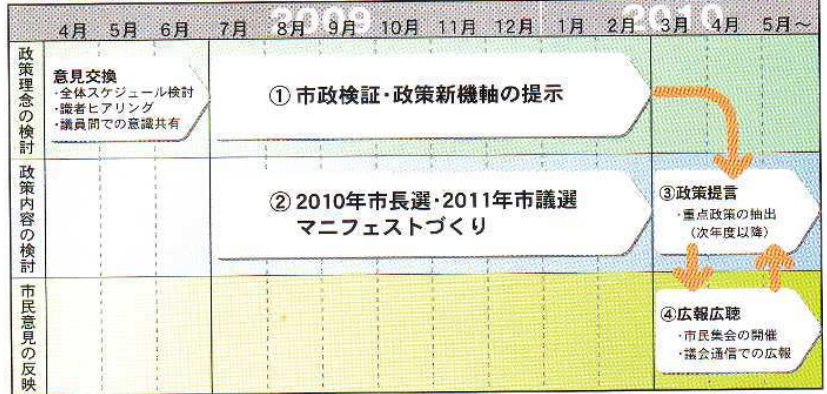 2009 2010
4月 5月 6月 7月 8月 9月 10月 11月 12月 1月 2月 3月 4月 5月～
政策理念の検討
意見交換
・全体スケジュール検討
・識者ヒアリング
・議員間での意識共有
① 市政検証・政策新機軸の提示
政策内容の検討
② 2010年市長選・2011年市議選
マニフェストづくり
③政策提言
・重点政策の抽出
（次年度以降）
市民意見の反映
④広報広聴
・市民集会の開催
・議会通信での広報